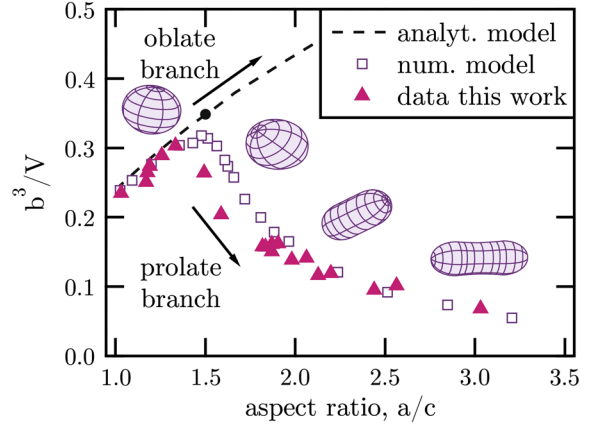 0.5
0.4
0.3
0.2
0.1
0.0
b³/V
oblate
branch
prolate
branch
analyt. model
num. model
data this work
1.0 1.5 2.0 2.5 3.0 3.5
aspect ratio, a/c